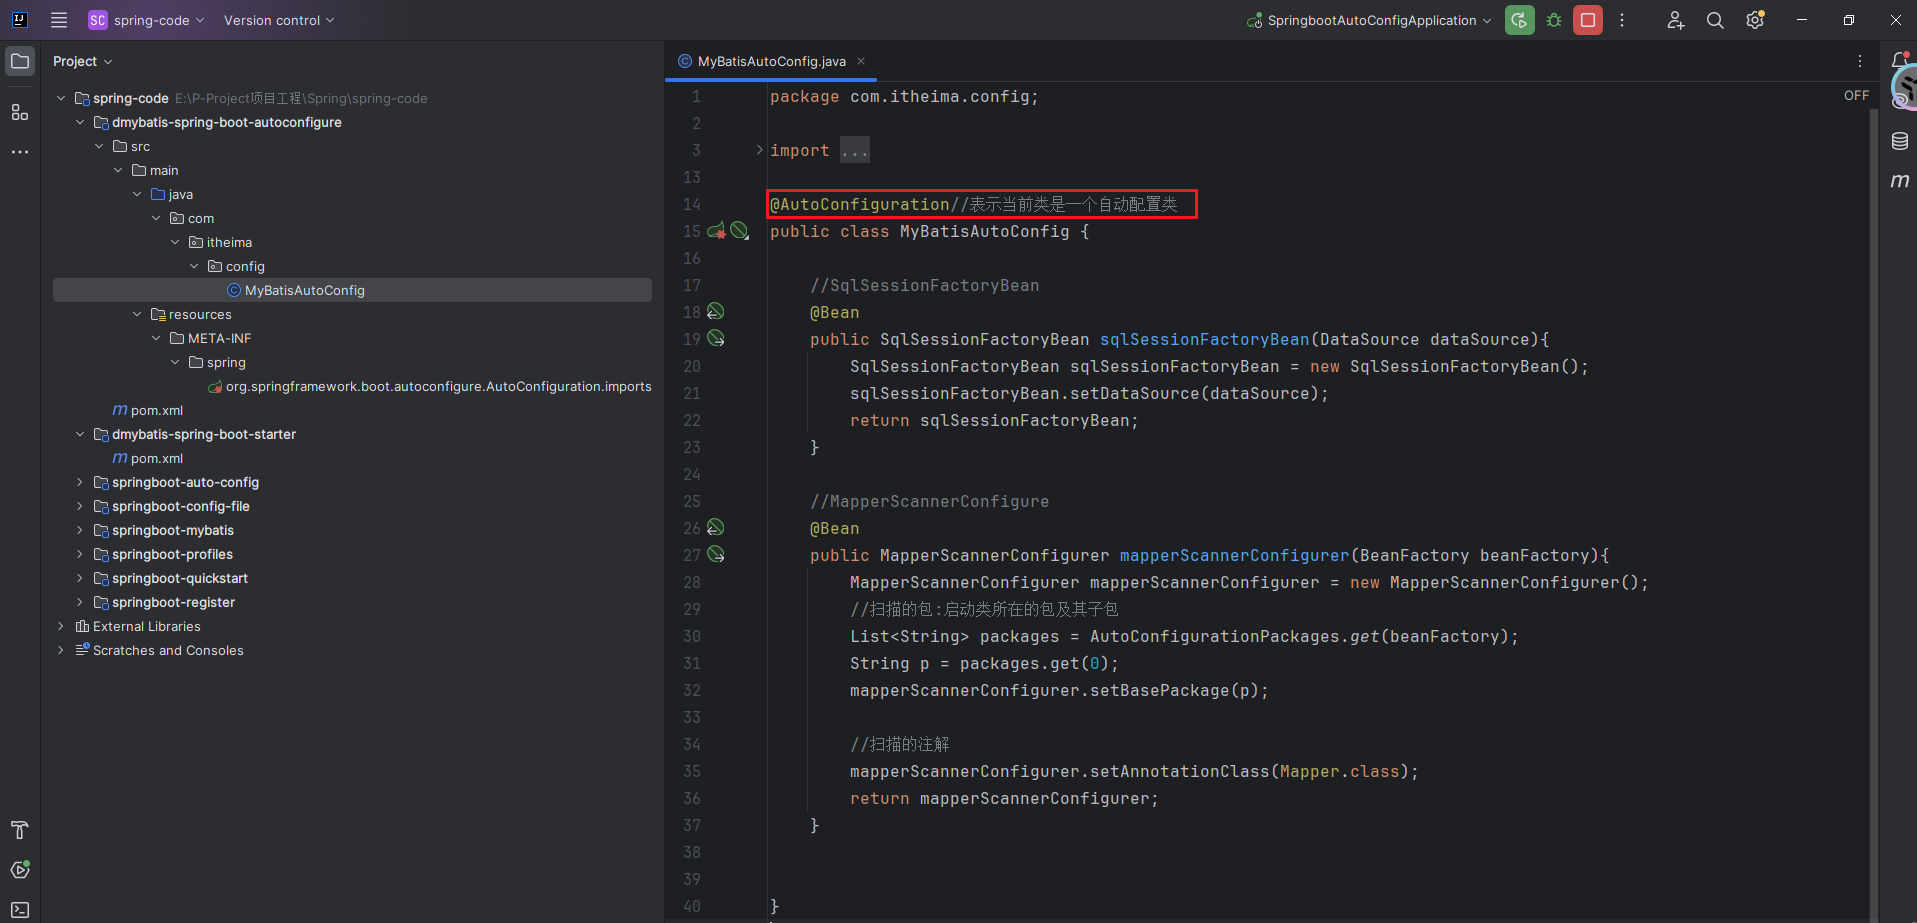 SC spring-code Version control SpringbootAutoConfigApplication
Project
spring-code E:\P-Project项目工程\Spring\spring-code
dmybatis-spring-boot-autoconfigure
src
main
java
com
itheima
config
MyBatisAutoConfig
resources
META-INF
spring
org.springframework.boot.autoconfigure.AutoConfiguration.imports
pom.xml
dmybatis-spring-boot-starter
pom.xml
springboot-auto-config
springboot-config-file
springboot-mybatis
springboot-profiles
springboot-quickstart
springboot-register
External Libraries
Scratches and Consoles
MyBatisAutoConfig.java
OFF
1 package com.itheima.config;
2
3 import ...
13
14 @AutoConfiguration//表示当前类是一个自动配置类
15 public class MyBatisAutoConfig {
16
17 //SqlSessionFactoryBean
18 @Bean
19 public SqlSessionFactoryBean sqlSessionFactoryBean(DataSource dataSource){
20 SqlSessionFactoryBean sqlSessionFactoryBean = new SqlSessionFactoryBean();
21 sqlSessionFactoryBean.setDataSource(dataSource);
22 return sqlSessionFactoryBean;
23 }
24
25 //MapperScannerConfigure
26 @Bean
27 public MapperScannerConfigurer mapperScannerConfigurer(BeanFactory beanFactory){
28 MapperScannerConfigurer mapperScannerConfigurer = new MapperScannerConfigurer();
29 //扫描的包:启动类所在的包及其子包
30 List<String> packages = AutoConfigurationPackages.get(beanFactory);
31 String p = packages.get(0);
32 mapperScannerConfigurer.setBasePackage(p);
33
34 //扫描的注解
35 mapperScannerConfigurer.setAnnotationClass(Mapper.class);
36 return mapperScannerConfigurer;
37 }
38
39
40 }